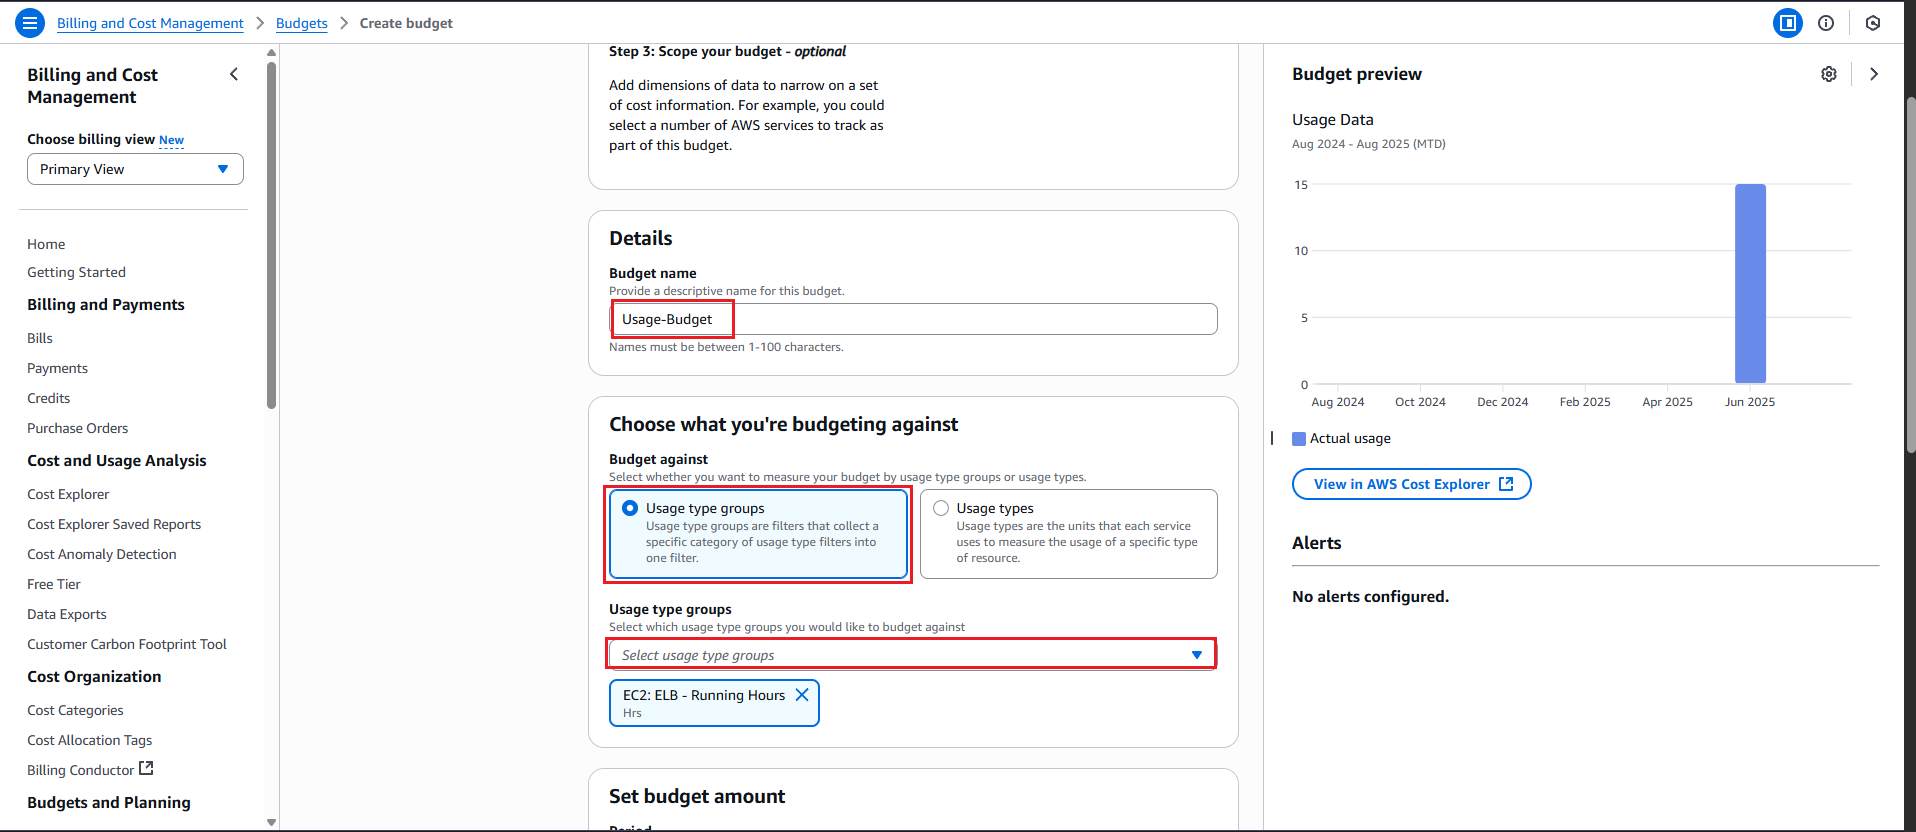 Billing and Cost Management > Budgets > Create budget
Billing and Cost
Management
Choose billing view New
Primary View
Home
Getting Started
Billing and Payments
Bills
Payments
Credits
Purchase Orders
Cost and Usage Analysis
Cost Explorer
Cost Explorer Saved Reports
Cost Anomaly Detection
Free Tier
Data Exports
Customer Carbon Footprint Tool
Cost Organization
Cost Categories
Cost Allocation Tags
Billing Conductor
Budgets and Planning
Step 3: Scope your budget - optional
Add dimensions of data to narrow on a set
of cost information. For example, you could
select a number of AWS services to track as
part of this budget.
Details
Budget name
Provide a descriptive name for this budget.
Usage-Budget
Names must be between 1-100 characters.
Choose what you're budgeting against
Budget against
Select whether you want to measure your budget by usage type groups or usage types.
Usage type groups
Usage type groups are filters that collect a
specific category of usage type filters into
one filter.
Usage types
Usage types are the units that each service
uses to measure the usage of a specific type
of resource.
Usage type groups
Select which usage type groups you would like to budget against
Select usage type groups
EC2: ELB - Running Hours
Hrs
Set budget amount
Period
Budget preview
Usage Data
Aug 2024 - Aug 2025 (MTD)
15
10
5
0
Aug 2024 Oct 2024 Dec 2024 Feb 2025 Apr 2025 Jun 2025
Actual usage
View in AWS Cost Explorer
Alerts
No alerts configured.